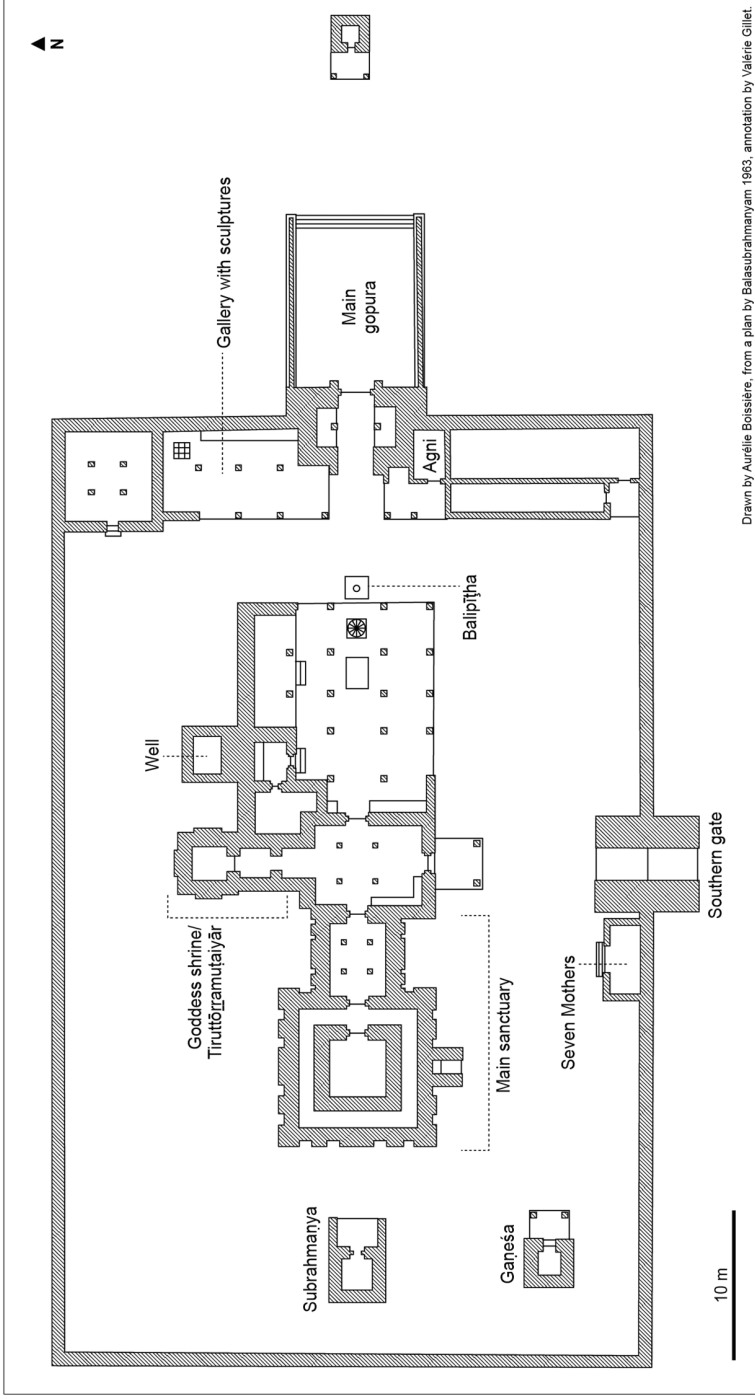 N
Gallery with sculptures
Main
gopura
Agni
Balipīṭha
Well
Goddess shrine/
Tiruttōṟṟamuṭaiyār
Main sanctuary
Southern gate
Seven Mothers
Subrahmaṇya
Gaṇeśa
10 m
Drawn by Aurélie Boissière, from a plan by Balasubrahmanyam 1963, annotation by Valérie Gillet.